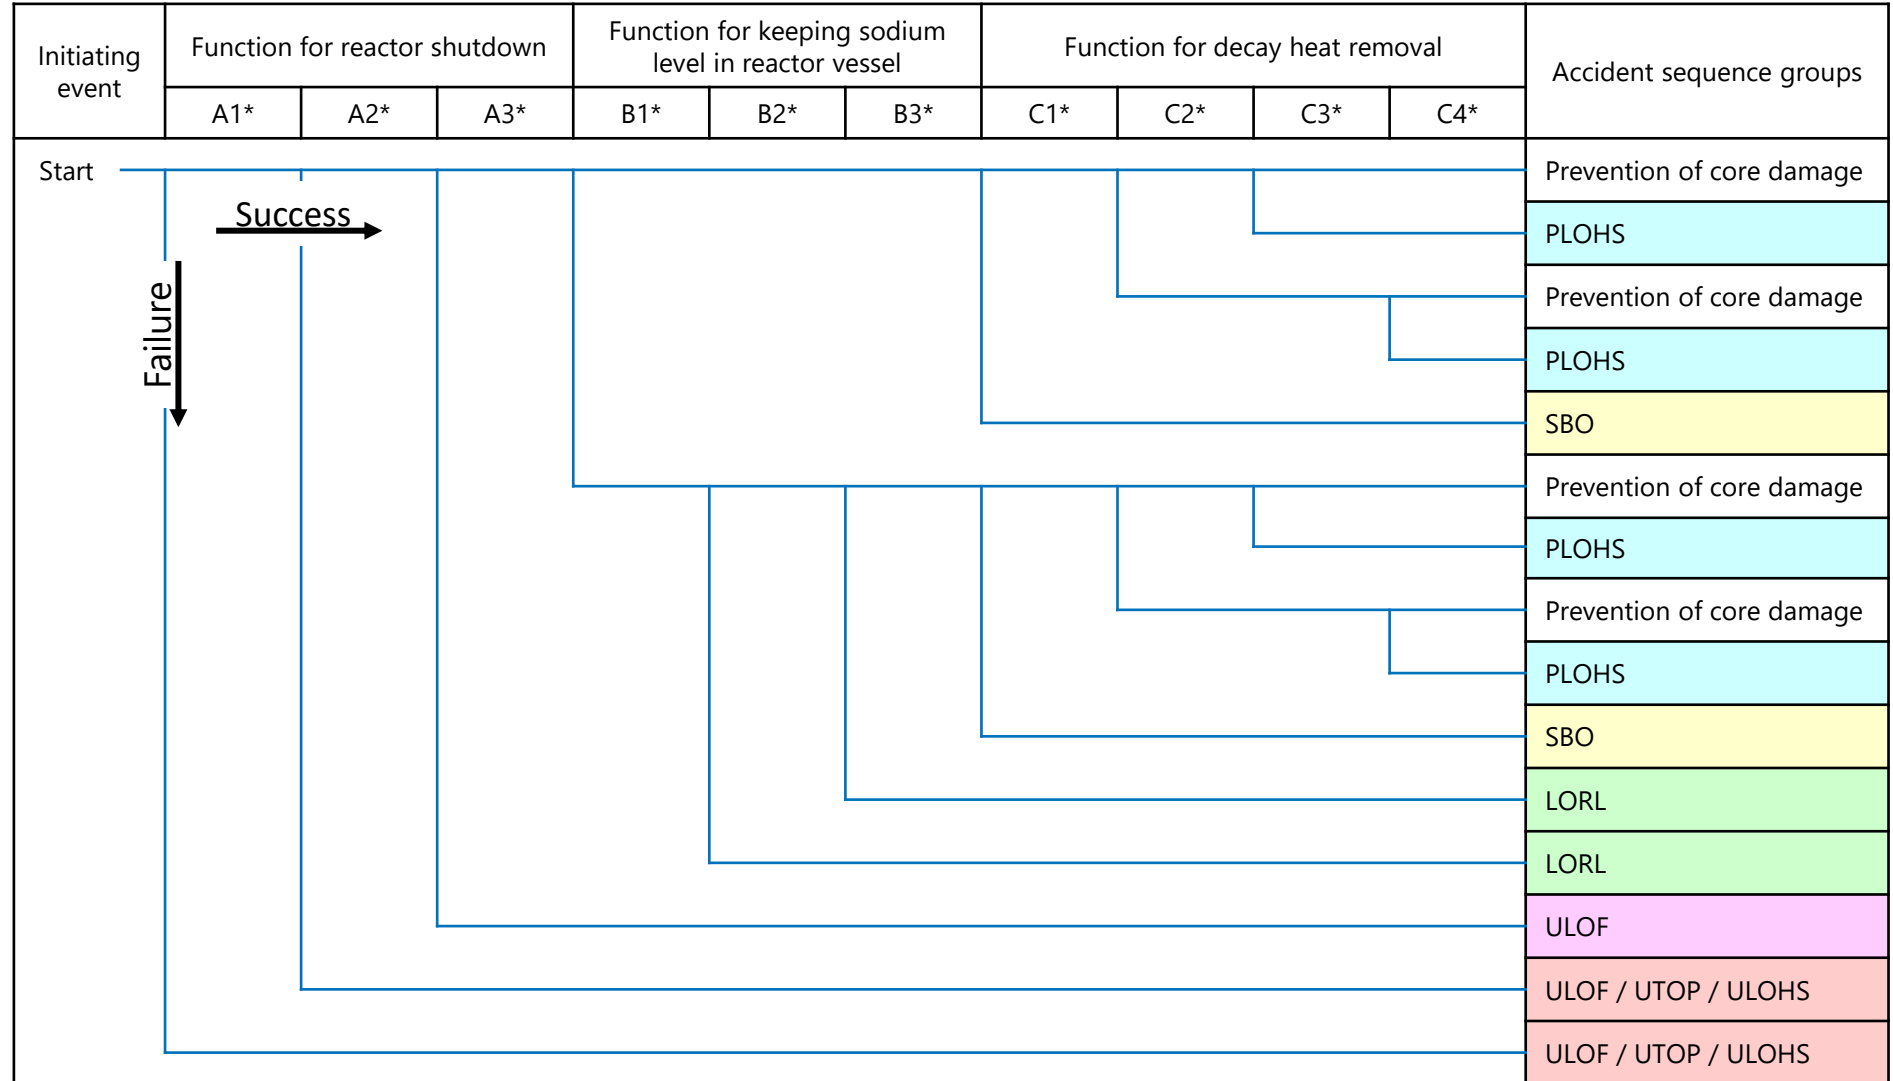 Initiating
event
Function for reactor shutdown
Function for keeping sodium
level in reactor vessel
Function for decay heat removal
Accident sequence groups
A1*
A2*
A3*
B1*
B2*
B3*
C1*
C2*
C3*
C4*
Start
Success
Failure
Prevention of core damage
PLOHS
Prevention of core damage
PLOHS
SBO
Prevention of core damage
PLOHS
Prevention of core damage
PLOHS
SBO
LORL
LORL
ULOF
ULOF / UTOP / ULOHS
ULOF / UTOP / ULOHS